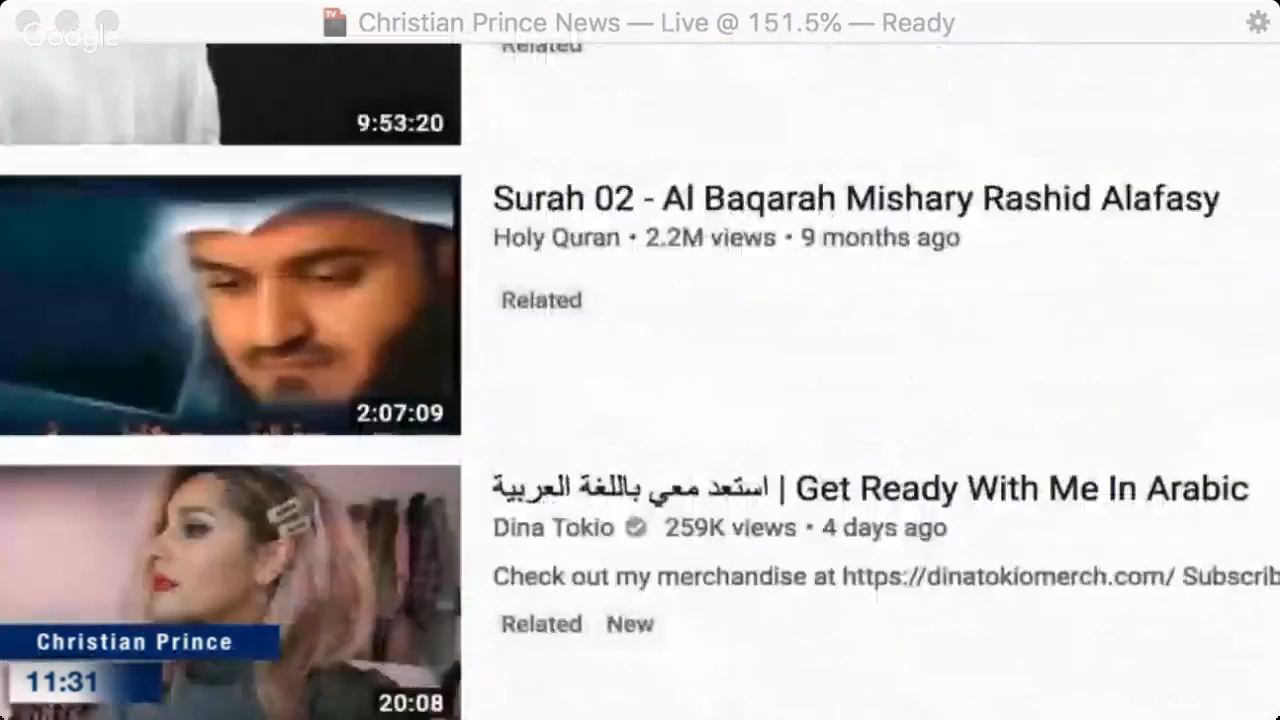 Christian Prince News — Live @ 151.5% — Ready
Google
Related
9:53:20
Surah 02 - Al Baqarah Mishary Rashid Alafasy
Holy Quran • 2.2M views • 9 months ago
Related
2:07:09
استعد معي باللغة العربية | Get Ready With Me In Arabic
Dina Tokio 259K views • 4 days ago
Check out my merchandise at https://dinatokiomerch.com/ Subscrib
Related New
Christian Prince
11:31
20:08